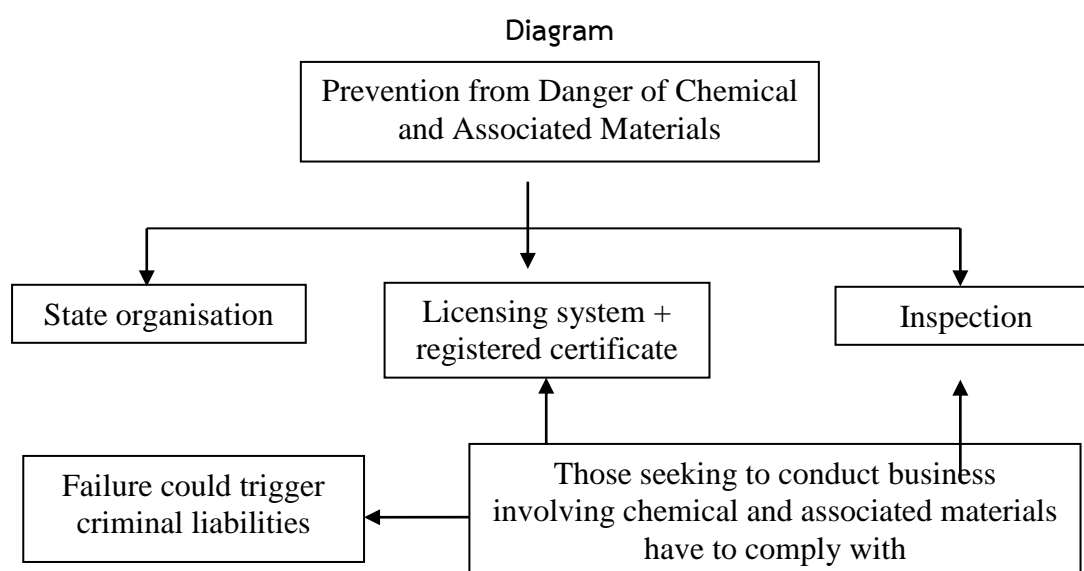 Diagram
Prevention from Danger of Chemical
and Associated Materials
State organisation
Licensing system +
registered certificate
Inspection
Failure could trigger
criminal liabilities
Those seeking to conduct business
involving chemical and associated materials
have to comply with